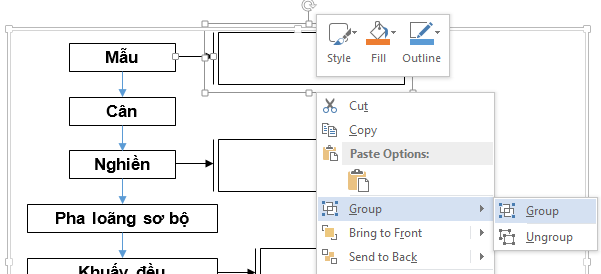 Mẫu
Cân
Nghiền
Pha loãng sơ bộ
Khuấy đều
Style
Fill
Outline
Cut
Copy
Paste Options:
Group
Bring to Front
Send to Back
Group
Ungroup